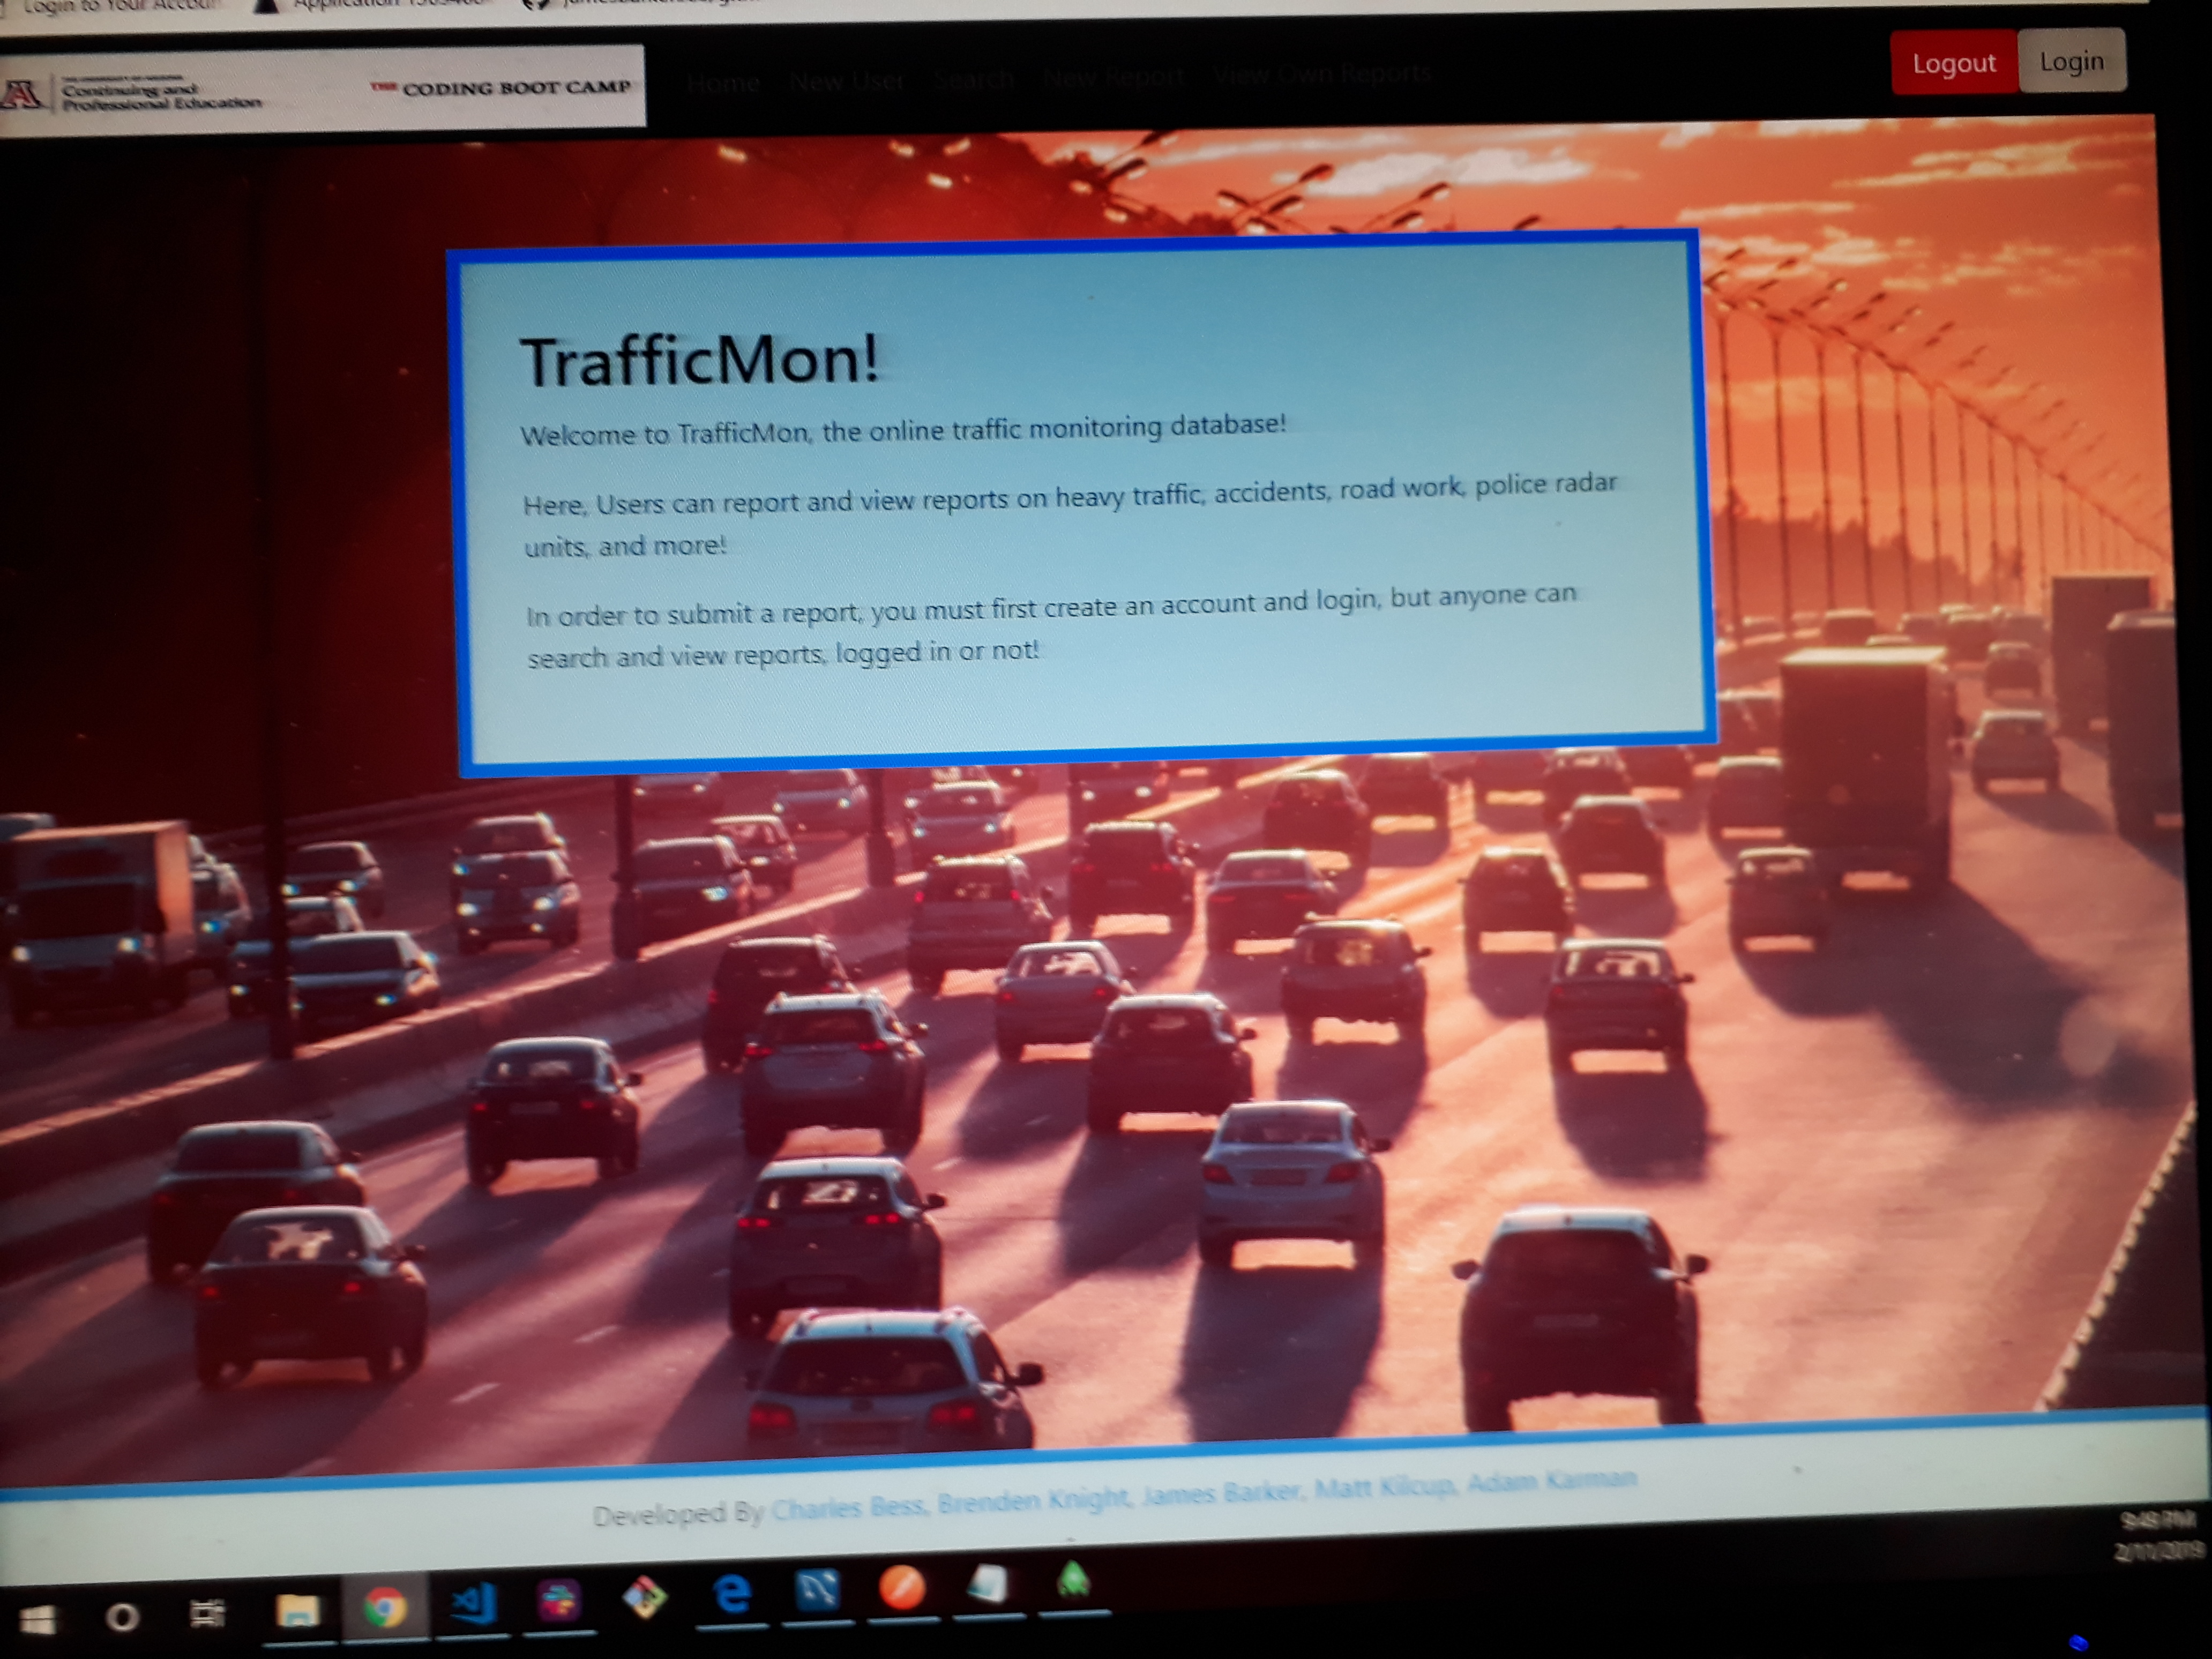 Login to Your Accou
Application
Continuing and
Professional Education
THE CODING BOOT CAMP
Home New User Search New Report View Own Reports
Logout Login
TrafficMon!
Welcome to TrafficMon, the online traffic monitoring database!
Here, Users can report and view reports on heavy traffic, accidents, road work, police radar
units, and more!
In order to submit a report, you must first create an account and login, but anyone can
search and view reports, logged in or not!
Developed By Charles Bess, Brenden Knight, James Barker, Matt Kilcup, Adam Karman
9:49 PM
2/11/2019